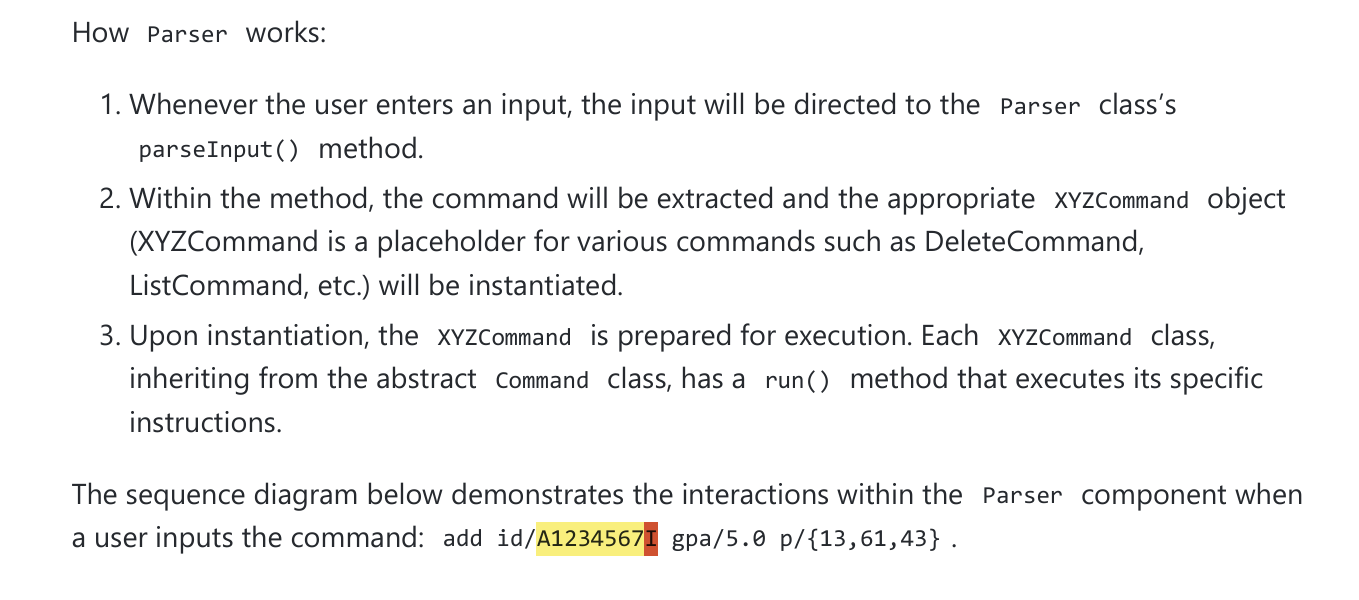 How Parser works:
1. Whenever the user enters an input, the input will be directed to the Parser class’s
parseInput() method.
2. Within the method, the command will be extracted and the appropriate XYZCommand object
(XYZCommand is a placeholder for various commands such as DeleteCommand,
ListCommand, etc.) will be instantiated.
3. Upon instantiation, the XYZCommand is prepared for execution. Each XYZCommand class,
inheriting from the abstract Command class, has a run() method that executes its specific
instructions.
The sequence diagram below demonstrates the interactions within the Parser component when
a user inputs the command: add id/A1234567I gpa/5.0 p/{13,61,43} .